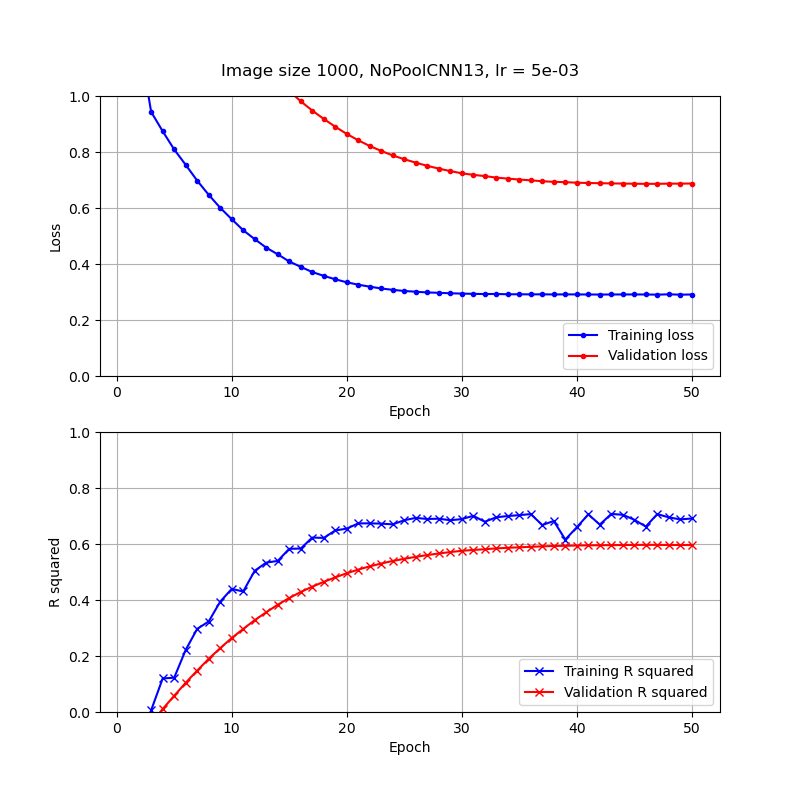 Image size 1000, NoPoolCNN13, lr = 5e-03
1.0
0.8
0.6
0.4
0.2
0.0
Loss
Training loss
Validation loss
0 10 20 30 40 50
Epoch
1.0
0.8
0.6
0.4
0.2
0.0
R squared
Training R squared
Validation R squared
0 10 20 30 40 50
Epoch